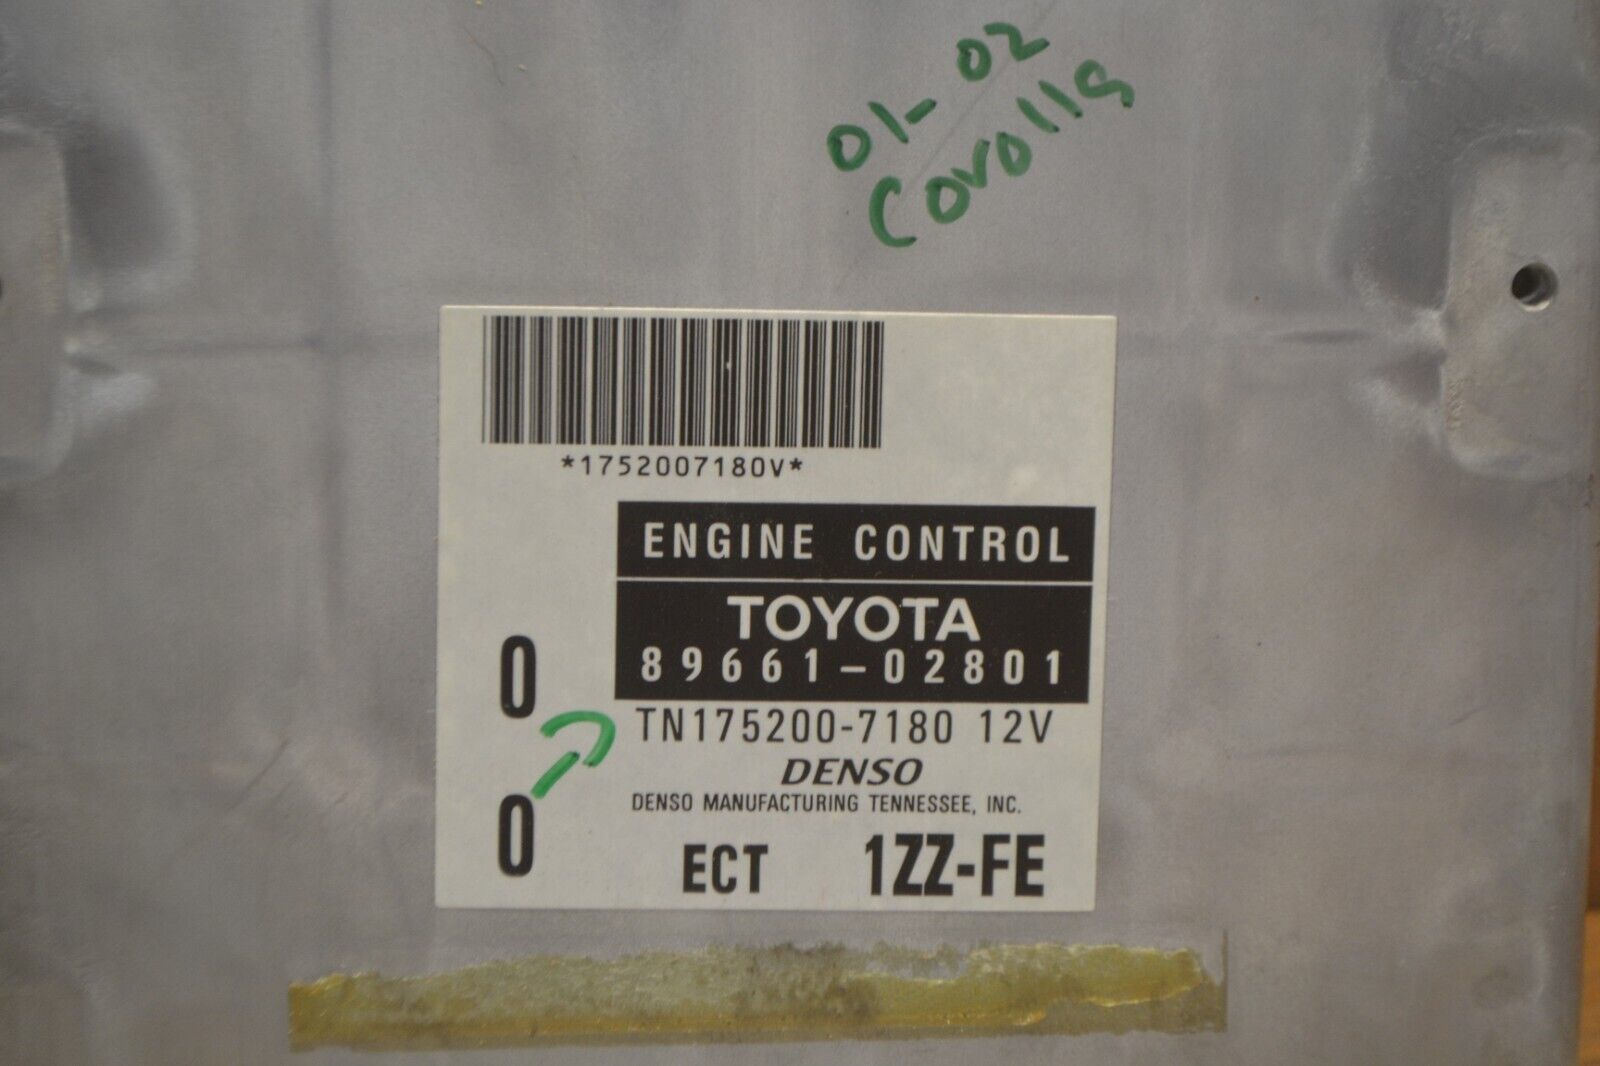 01-02
Corolla
*1752007180V*
ENGINE CONTROL
TOYOTA
89661-02801
0
TN175200-7180 12V
DENSO
DENSO MANUFACTURING TENNESSEE, INC.
0
ECT 1ZZ-FE